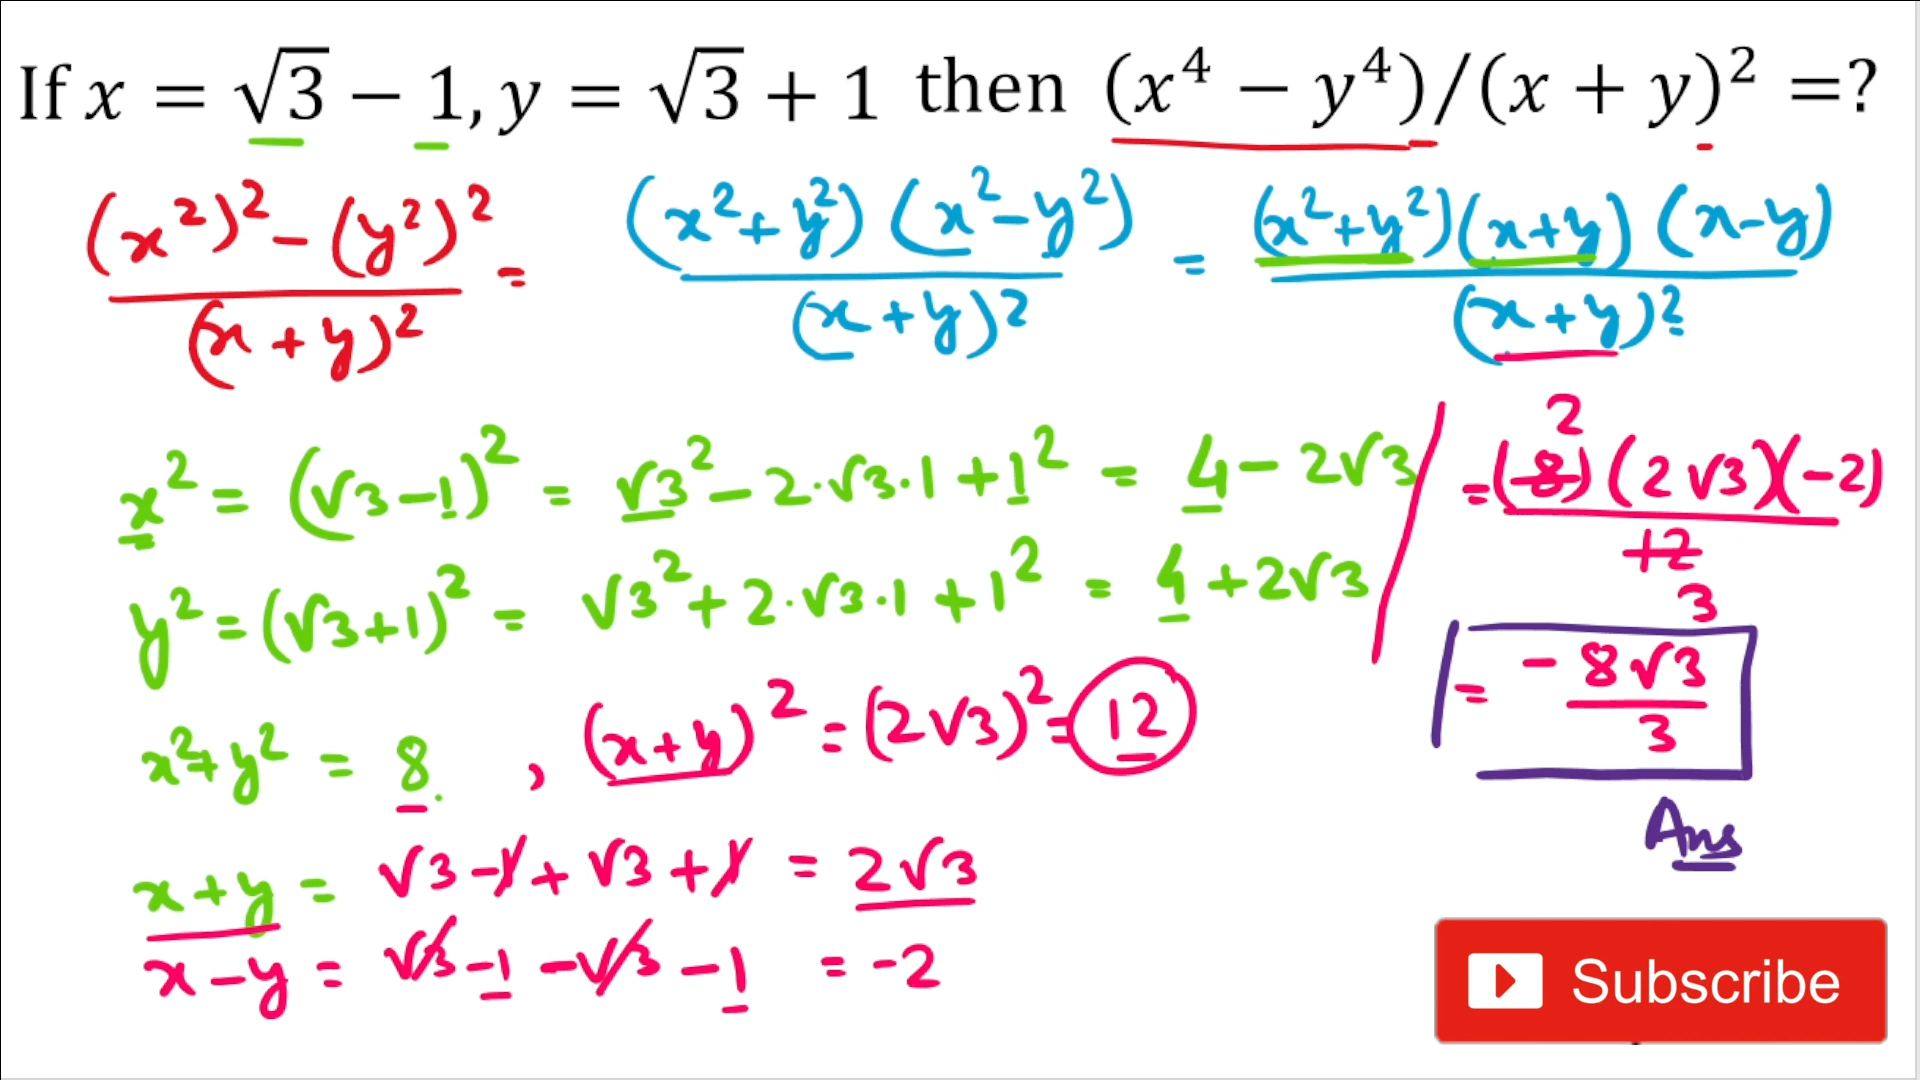 If x = √3 − 1, y = √3 + 1 then (x⁴ − y⁴)/(x + y)² =?
(x²)² − (y²)² / (x + y)² = (x² + y²) (x² − y²) / (x + y)² = (x² + y²)(x + y) (x − y) / (x + y)²
x² = (√3 − 1)² = √3² − 2·√3·1 + 1² = 4 − 2√3
y² = (√3 + 1)² = √3² + 2·√3·1 + 1² = 4 + 2√3
x² + y² = 8 , (x + y)² = (2√3)² = 12
x + y = √3 − 1 + √3 + 1 = 2√3
x − y = √3 − 1 − √3 − 1 = −2
2
= (8) (2√3)(−2) / 12
3
= − 8√3 / 3
Ans
Subscribe